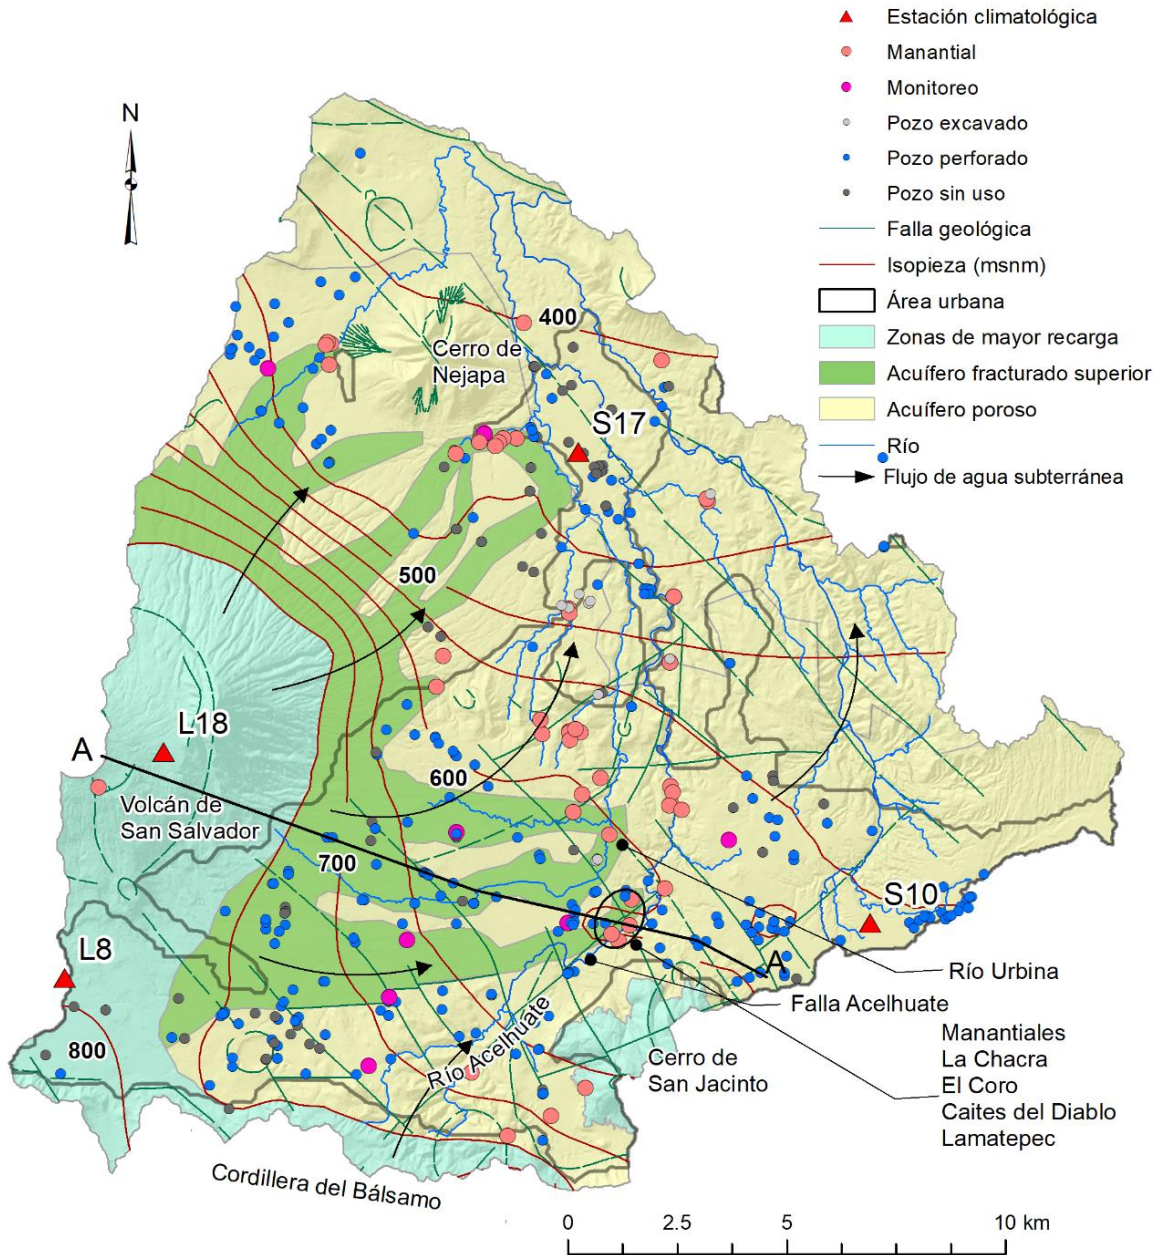 Estación climatológica
Manantial
Monitoreo
Pozo excavado
Pozo perforado
Pozo sin uso
Falla geológica
Isopieza (msnm)
Área urbana
Zonas de mayor recarga
Acuífero fracturado superior
Acuífero poroso
Río
Flujo de agua subterránea
N
400
Cerro de
Nejapa
S17
500
L18
A
600
Volcán de
San Salvador
700
S10
L8
A
Río Urbina
Falla Acelhuate
800
Río Acelhuate
Cerro de
San Jacinto
Manantiales
La Chacra
El Coro
Caites del Diablo
Lamatepec
Cordillera del Bálsamo
0 2.5 5 10 km